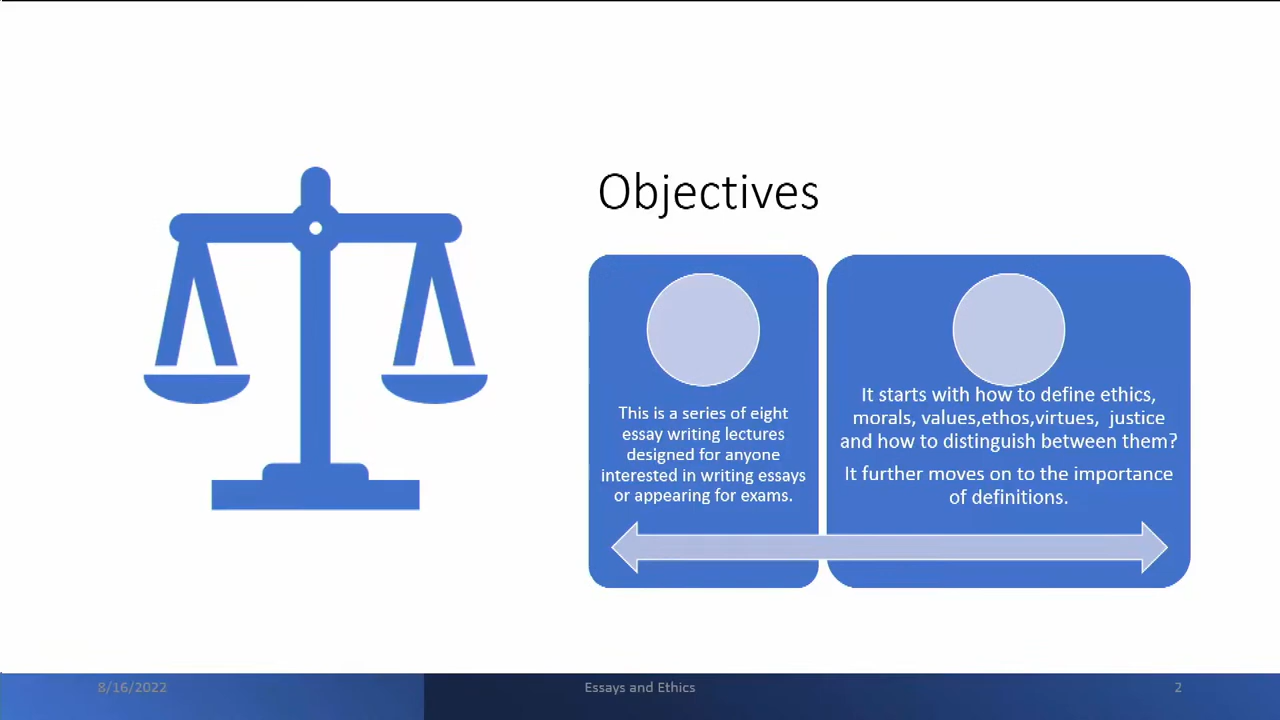 Objectives
This is a series of eight
essay writing lectures
designed for anyone
interested in writing essays
or appearing for exams.
It starts with how to define ethics,
morals, values,ethos,virtues,  justice
and how to distinguish between them?
It further moves on to the importance
of definitions.
8/16/2022
Essays and Ethics
2